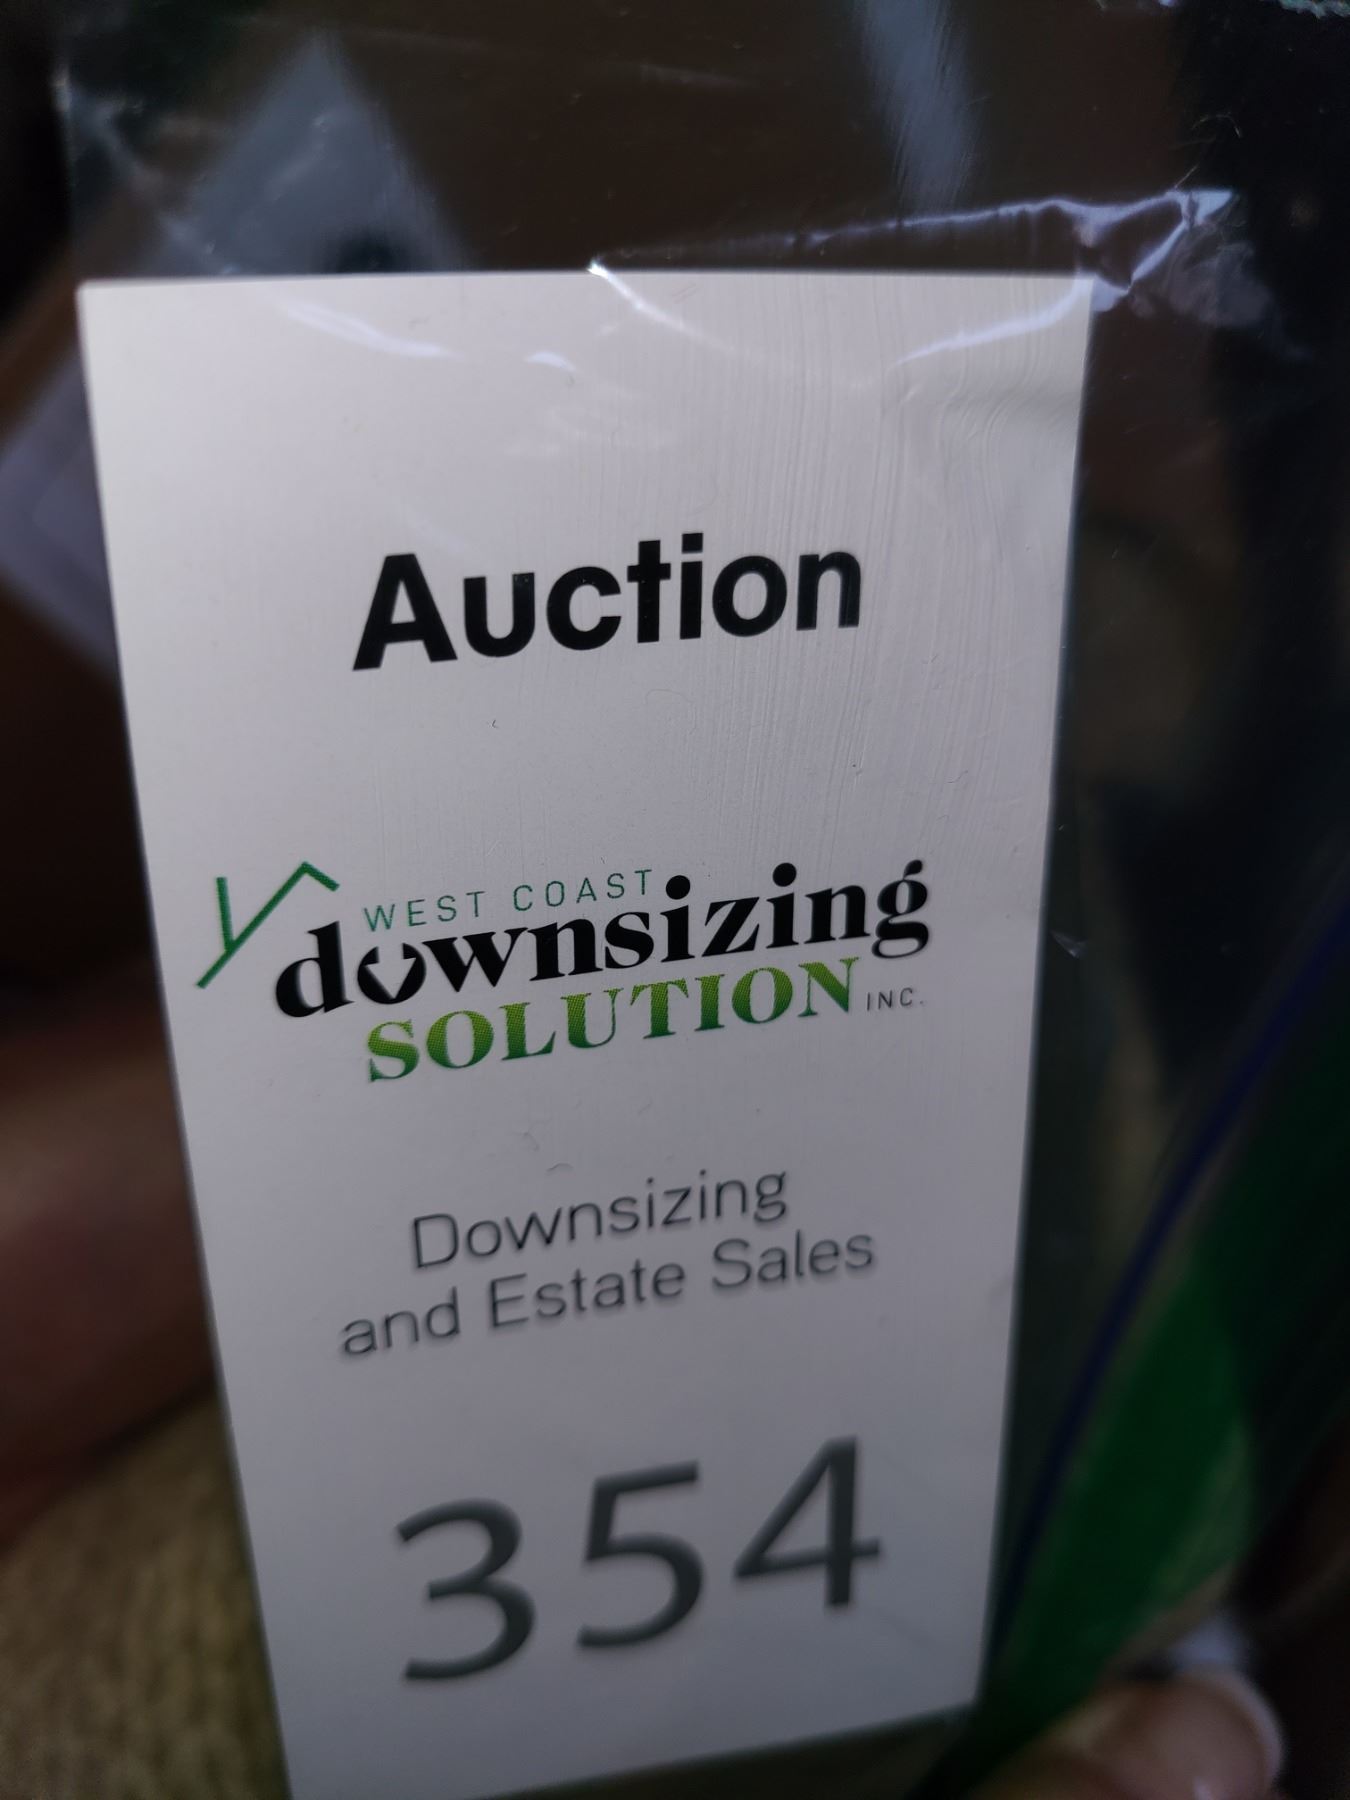 Auction
WEST COAST
downsizing
SOLUTION INC.
Downsizing
and Estate Sales
354